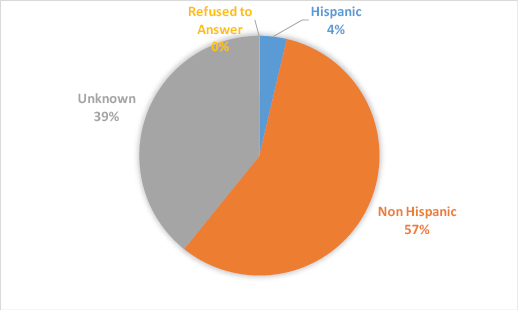 Refused to
Answer
0%
Hispanic
4%
Unknown
39%
Non Hispanic
57%